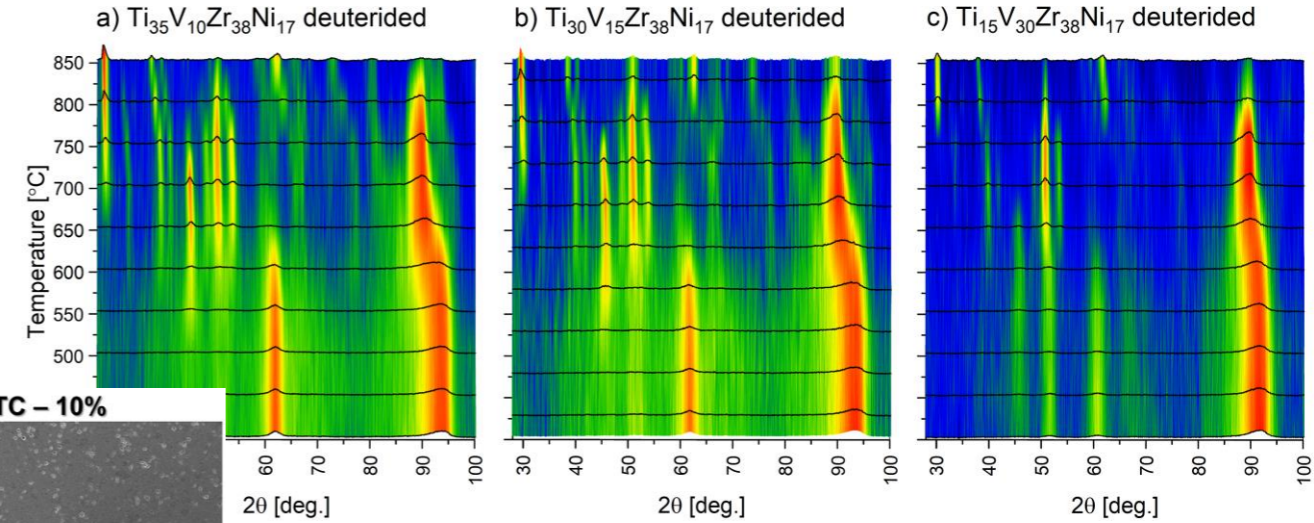 a) Ti35V10Zr38Ni17 deuterided
b) Ti30V15Zr38Ni17 deuterided
c) Ti15V30Zr38Ni17 deuterided
Temperature [°C]
850
800
750
700
650
600
550
500
TC – 10%
60 70 80 90 100
30 40 50 60 70 80 90 100
30 40 50 60 70 80 90 100
2θ [deg.]
2θ [deg.]
2θ [deg.]